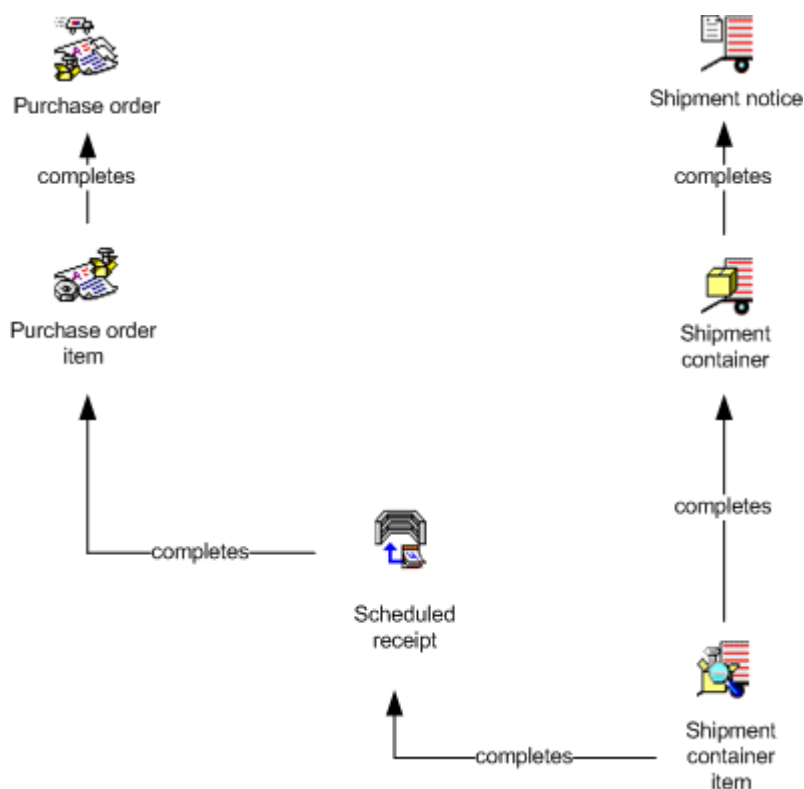 Purchase order
Shipment notice
completes
completes
Purchase order
item
Shipment
container
completes
completes
Scheduled
receipt
completes
Shipment
container
item